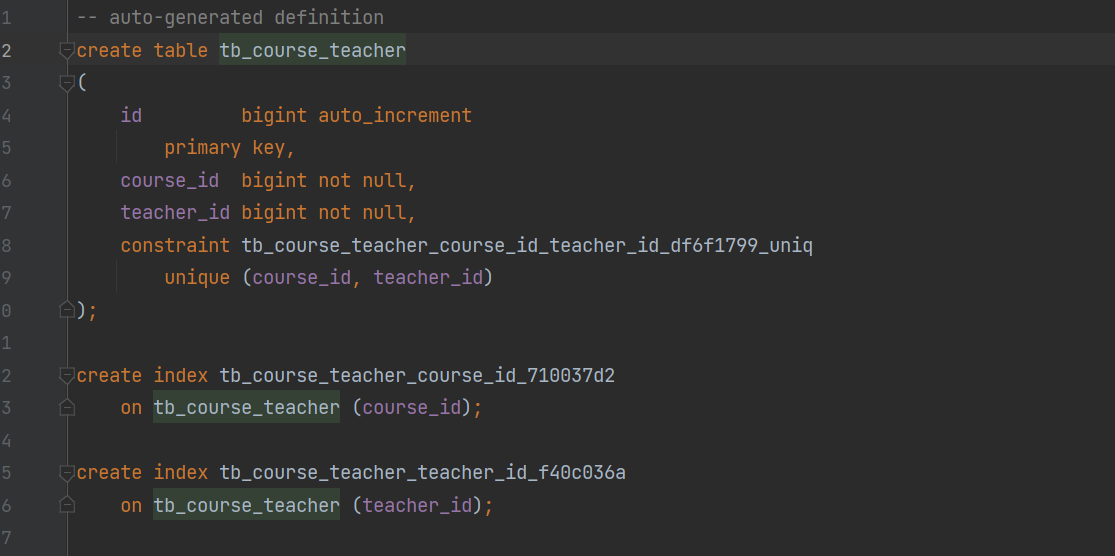 1 -- auto-generated definition
2 create table tb_course_teacher
3 (
4 id bigint auto_increment
5 primary key,
6 course_id bigint not null,
7 teacher_id bigint not null,
8 constraint tb_course_teacher_course_id_teacher_id_df6f1799_uniq
9 unique (course_id, teacher_id)
0 );
1
2 create index tb_course_teacher_course_id_710037d2
3 on tb_course_teacher (course_id);
4
5 create index tb_course_teacher_teacher_id_f40c036a
6 on tb_course_teacher (teacher_id);
7